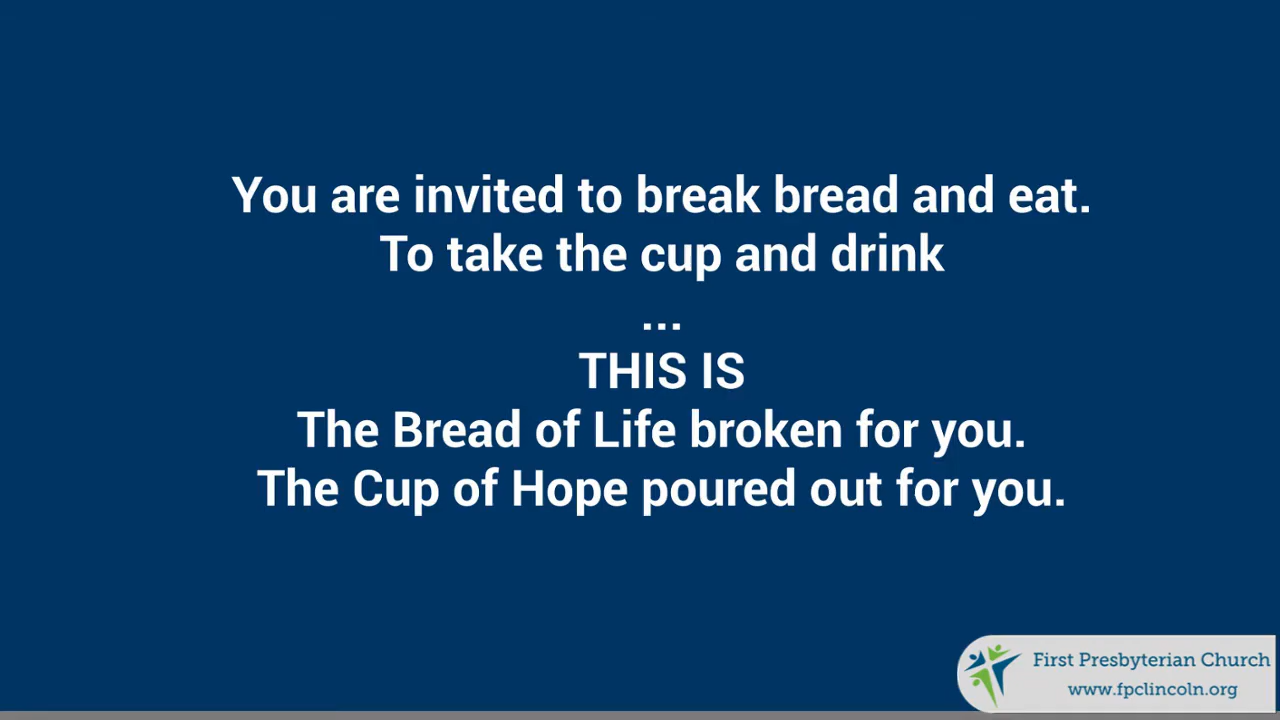 You are invited to break bread and eat.
To take the cup and drink
...
THIS IS
The Bread of Life broken for you.
The Cup of Hope poured out for you.
First Presbyterian Church
www.fpclincoln.org